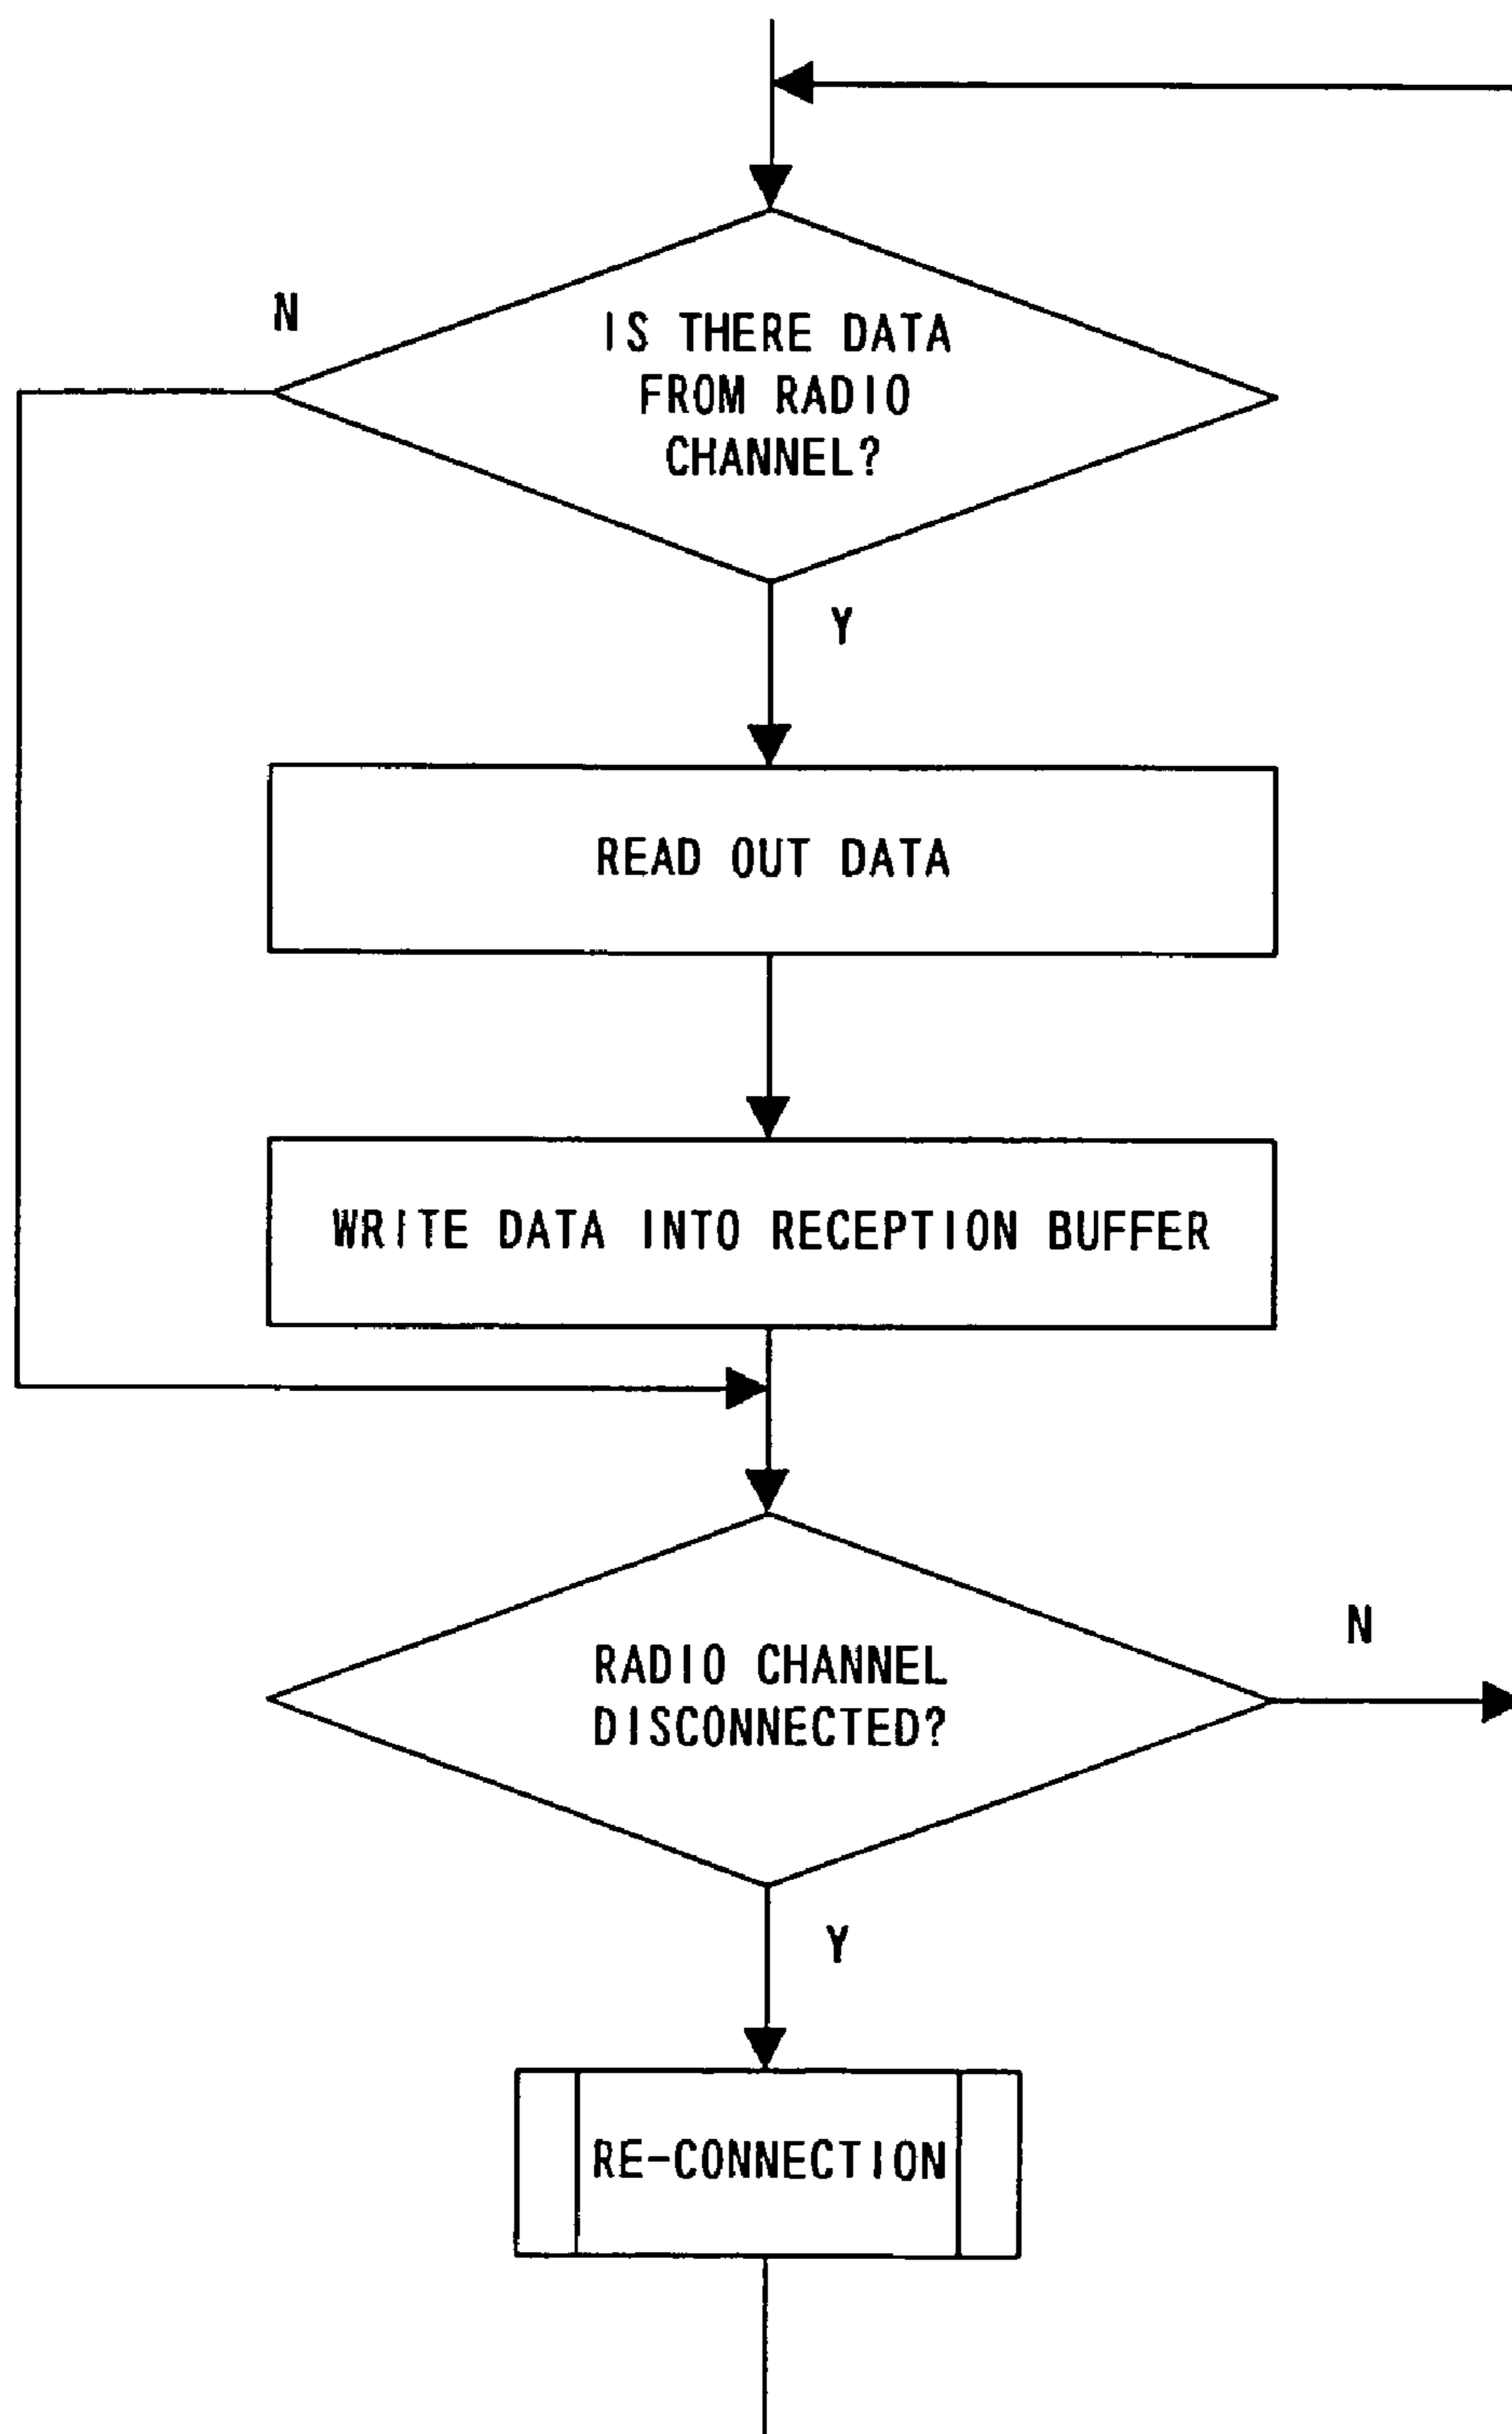 N
IS THERE DATA
FROM RADIO
CHANNEL?
Y
READ OUT DATA
WRITE DATA INTO RECEPTION BUFFER
RADIO CHANNEL
DISCONNECTED?
N
Y
RE-CONNECTION